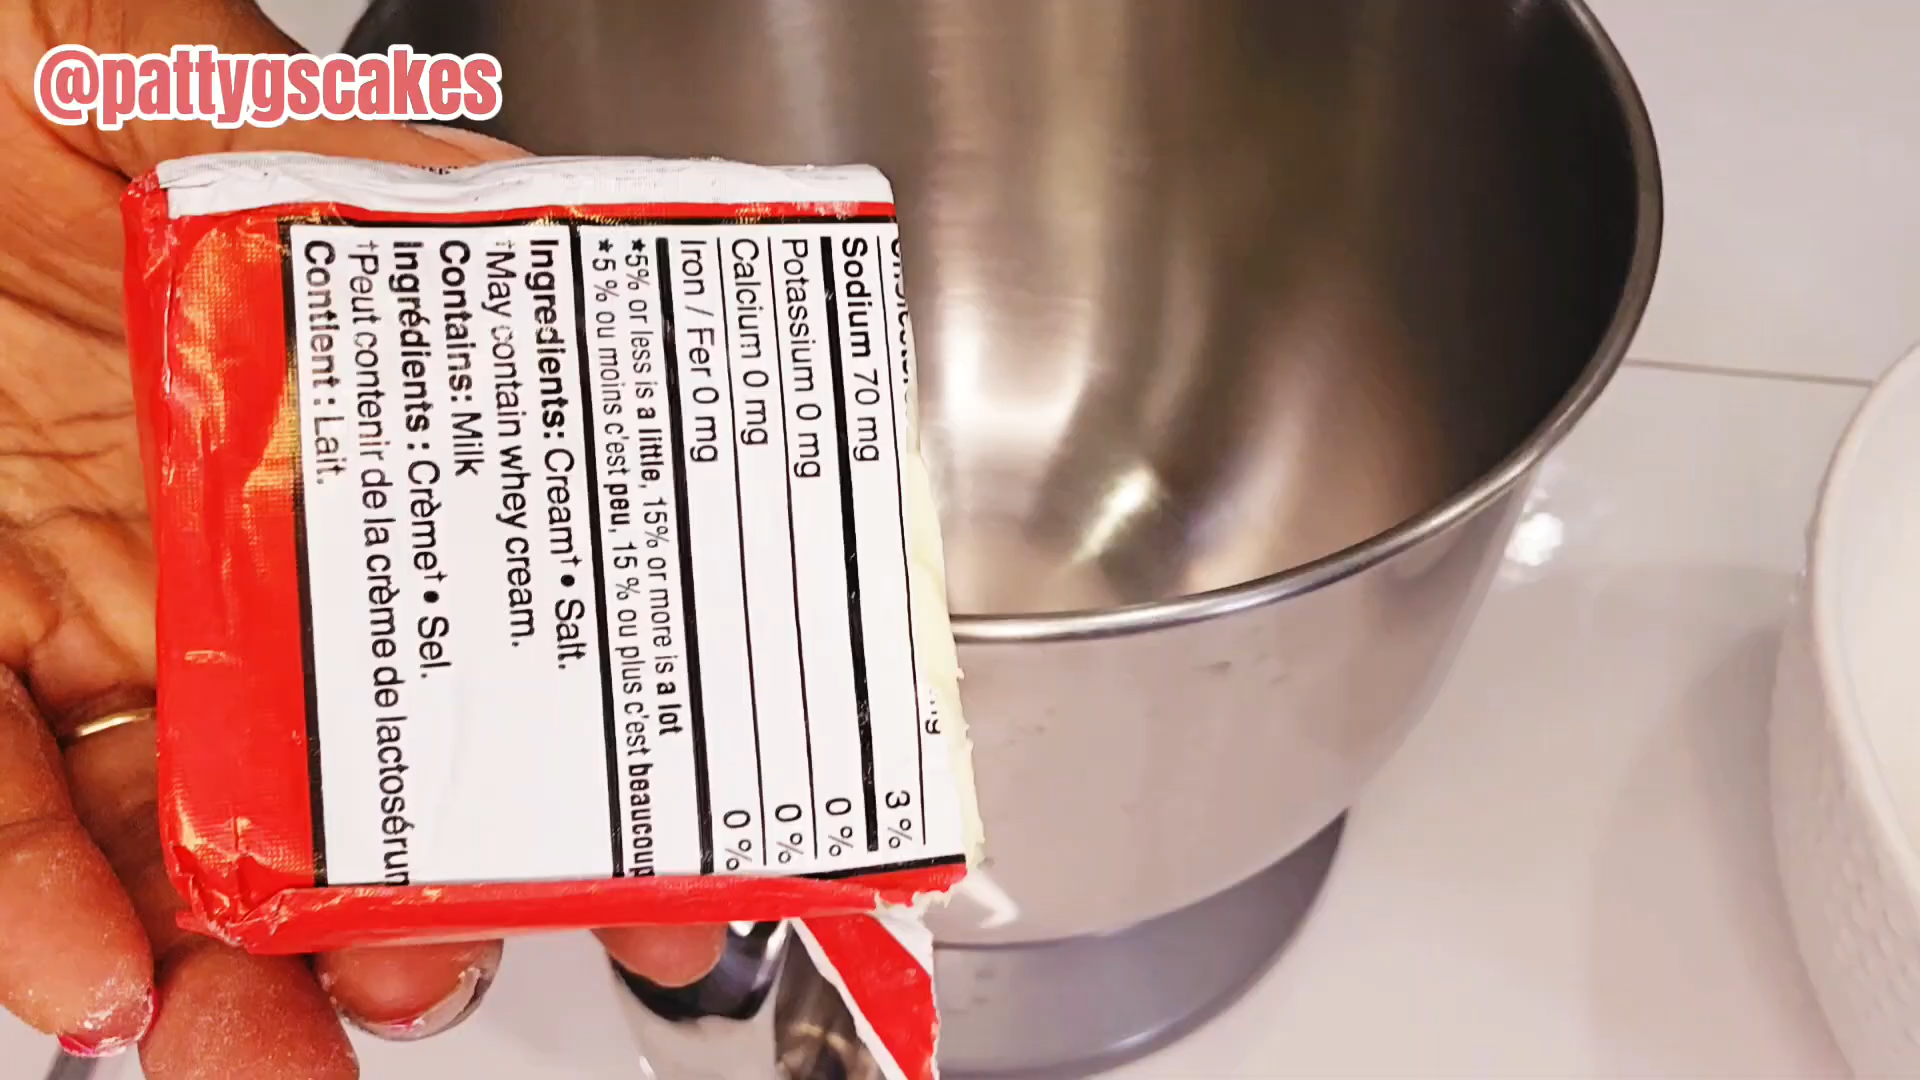 @pattygscakes
Sodium 70 mg 3 %
Potassium 0 mg 0 %
Calcium 0 mg 0 %
Iron / Fer 0 mg 0 %
*5% or less is a little, 15% or more is a lot
*5 % ou moins c'est peu, 15 % ou plus c'est beaucoup
Ingredients: Cream† • Salt.
†May contain whey cream.
Contains: Milk
Ingrédients : Crème† • Sel.
†Peut contenir de la crème de lactosérum
Contient : Lait.